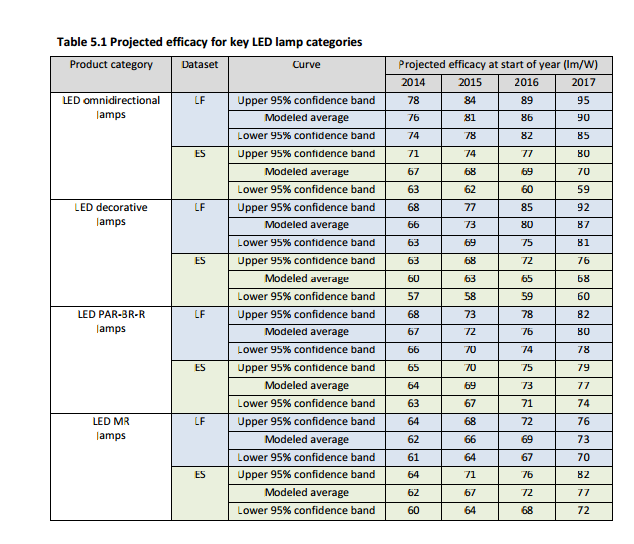 Table 5.1 Projected efficacy for key LED lamp categories
Product category Dataset Curve Projected efficacy at start of year (lm/W)
2014 2015 2016 2017
LED omnidirectional lamps LF Upper 95% confidence band 78 84 89 95
Modeled average 76 81 86 90
Lower 95% confidence band 74 78 82 85
ES Upper 95% confidence band 71 74 77 80
Modeled average 67 68 69 70
Lower 95% confidence band 63 62 60 59
LED decorative lamps LF Upper 95% confidence band 68 77 85 92
Modeled average 66 73 80 87
Lower 95% confidence band 63 69 75 81
ES Upper 95% confidence band 63 68 72 76
Modeled average 60 63 65 68
Lower 95% confidence band 57 58 59 60
LED PAR-BR-R lamps LF Upper 95% confidence band 68 73 78 82
Modeled average 67 72 76 80
Lower 95% confidence band 66 70 74 78
ES Upper 95% confidence band 65 70 75 79
Modeled average 64 69 73 77
Lower 95% confidence band 63 67 71 74
LED MR lamps LF Upper 95% confidence band 64 68 72 76
Modeled average 62 66 69 73
Lower 95% confidence band 61 64 67 70
ES Upper 95% confidence band 64 71 76 82
Modeled average 62 67 72 77
Lower 95% confidence band 60 64 68 72